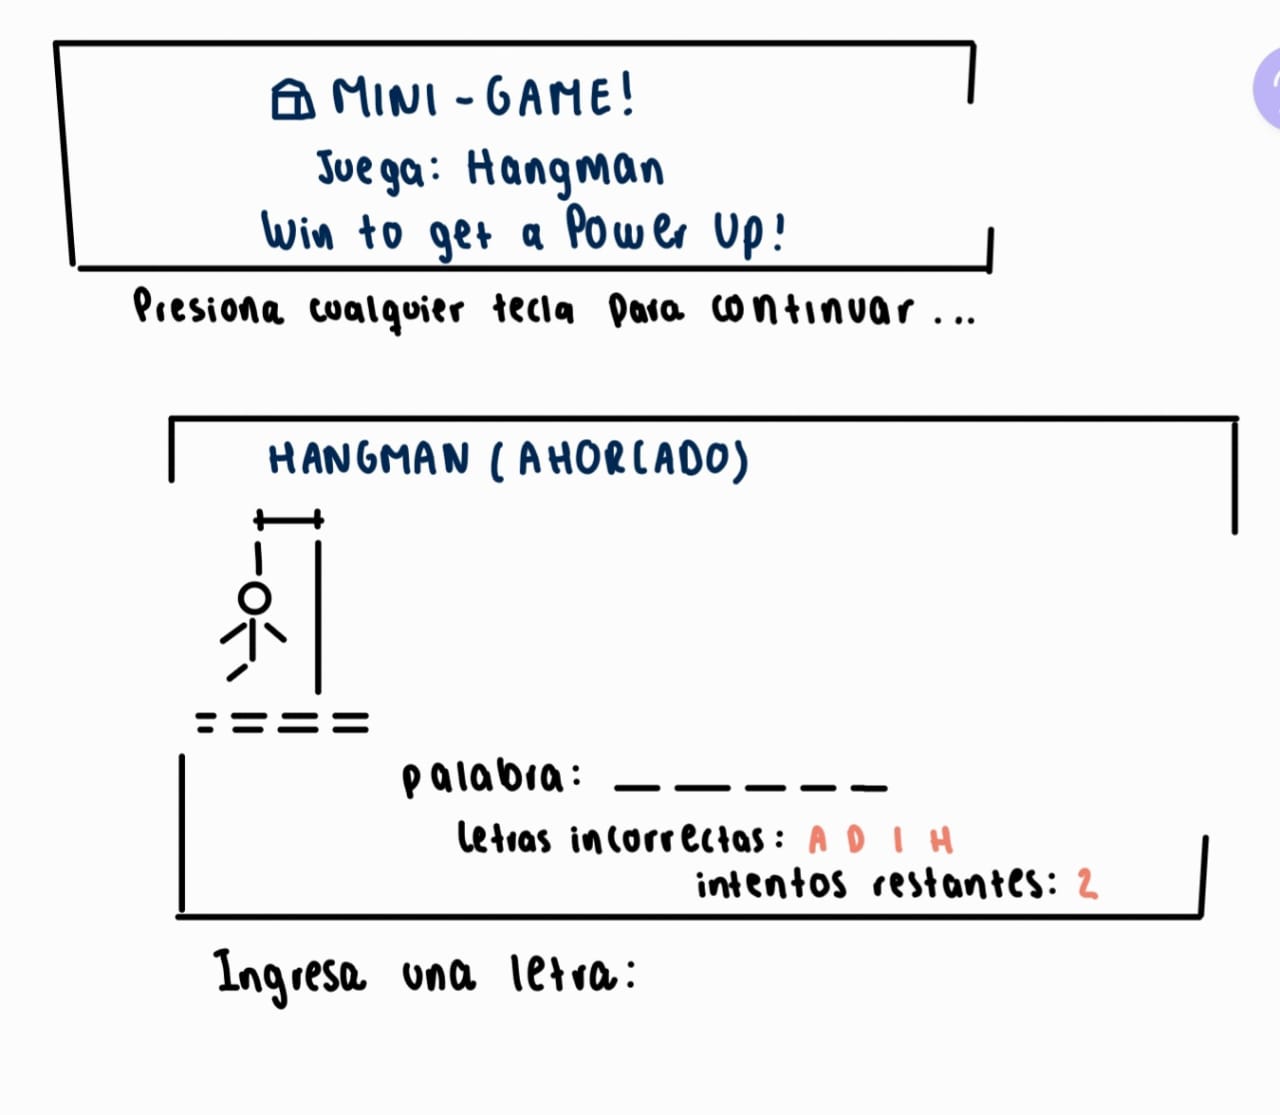 MINI-GAME!
Juega: Hangman
Win to get a Power Up!
Presiona cualquier tecla para continuar...
HANGMAN (AHORCADO)
palabra: _ _ _ _ _
letras incorrectas: A D I H
intentos restantes: 2
Ingresa una letra: